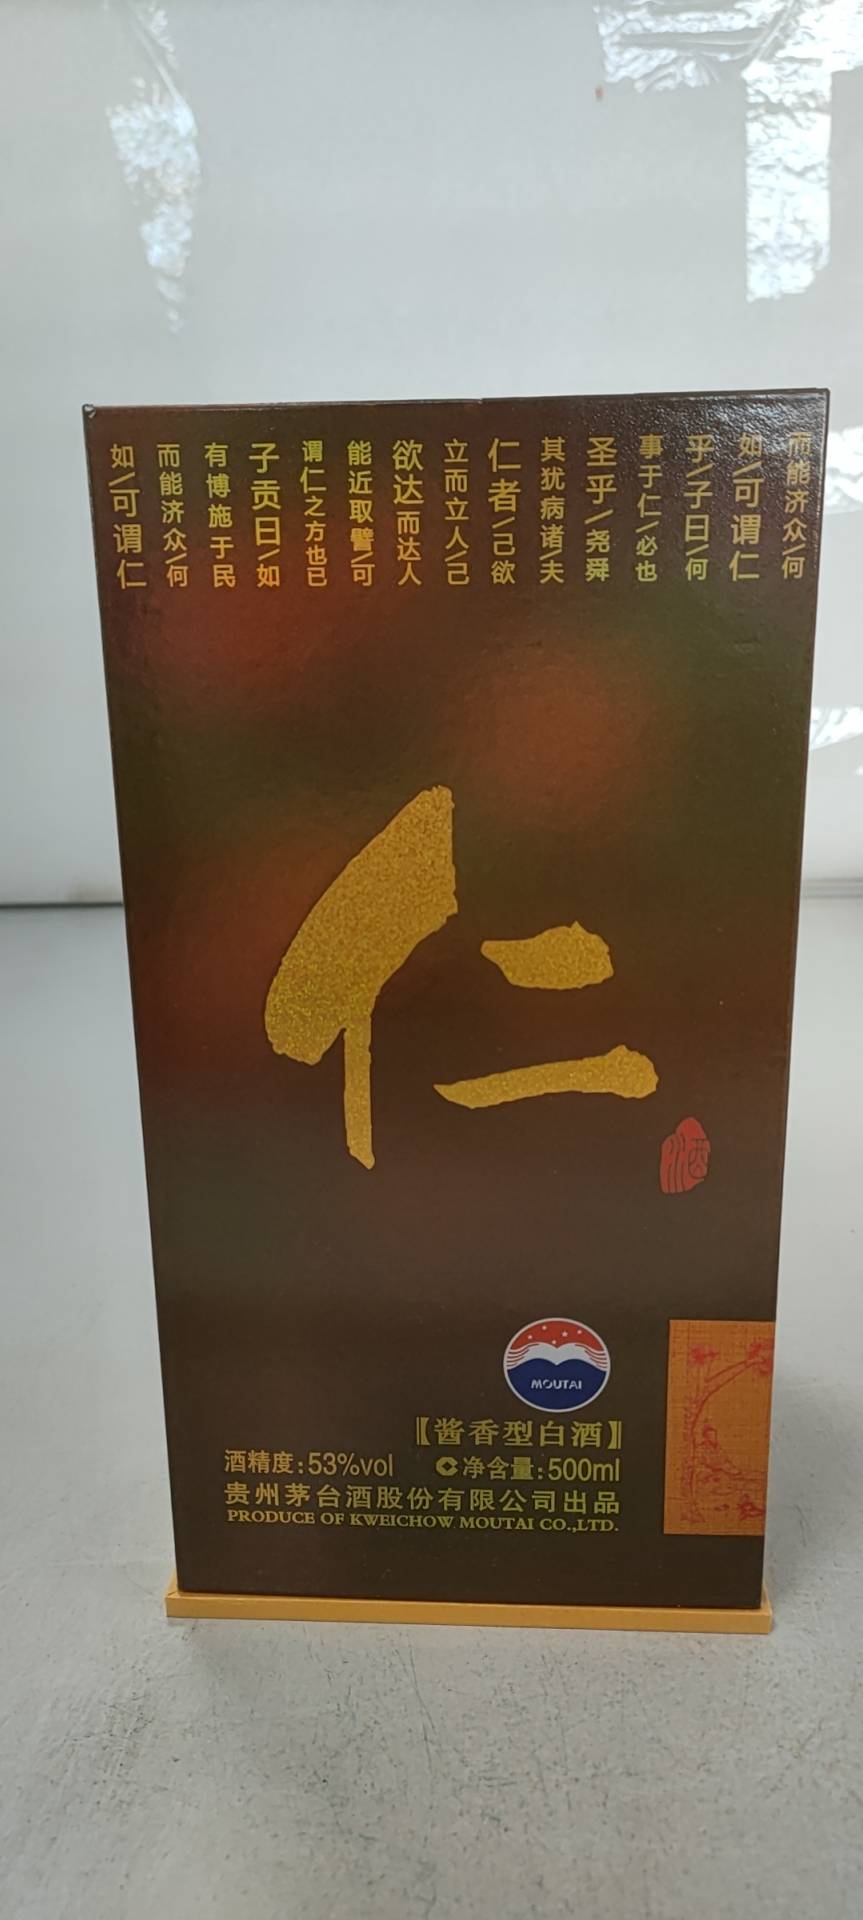 而能济众/何
如/可谓仁
乎/子曰/何
事于仁/必也
圣乎/尧舜
其犹病诸/夫
仁者/己欲
立而立人/己
欲达而达人
能近取譬/可
谓仁之方也已
子贡曰/如
有博施于民
而能济众/何
如/可谓仁
仁
酒
MOUTAI
【酱香型白酒】
酒精度:53%vol 净含量:500ml
贵州茅台酒股份有限公司出品
PRODUCE OF KWEICHOW MOUTAI CO.,LTD.